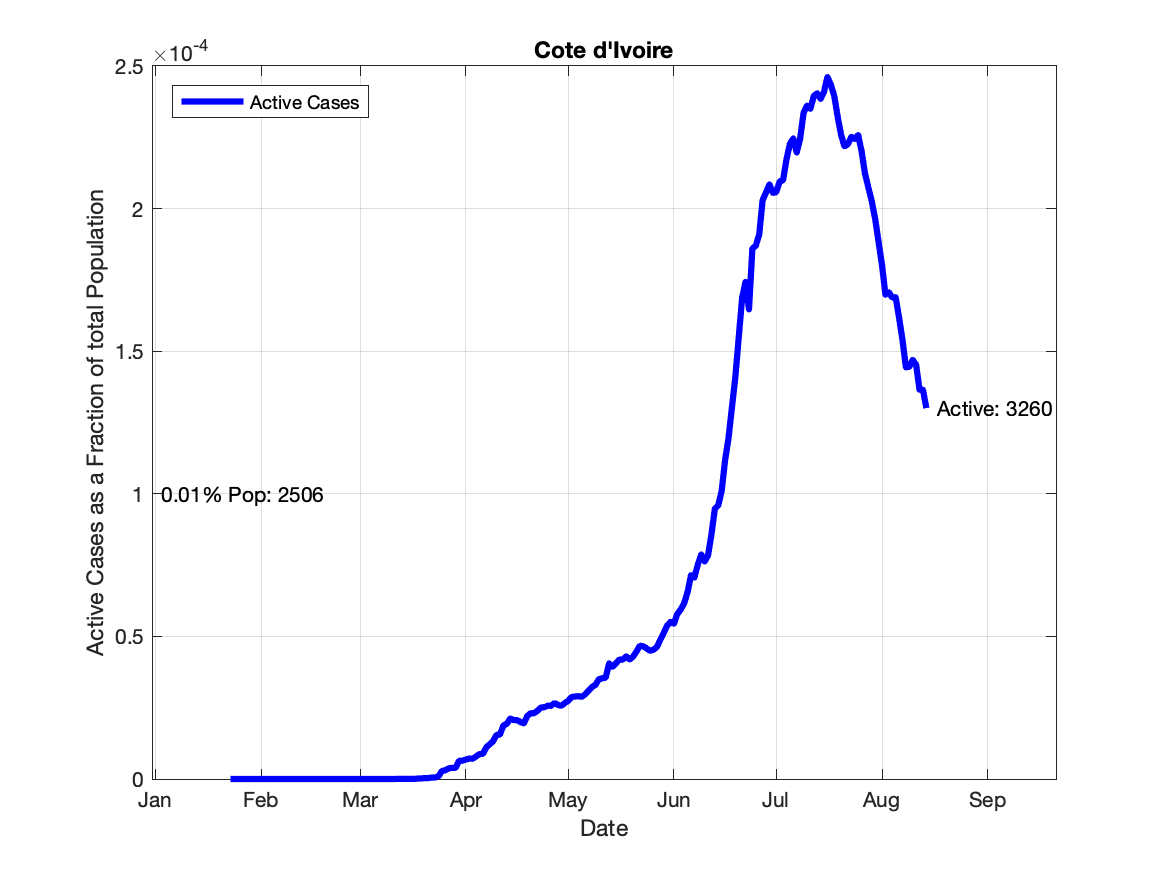 Cote d'Ivoire
×10⁻⁴
2.5
2
1.5
1
0.5
0
Active Cases as a Fraction of total Population
Active Cases
0.01% Pop: 2506
Active: 3260
Jan Feb Mar Apr May Jun Jul Aug Sep
Date